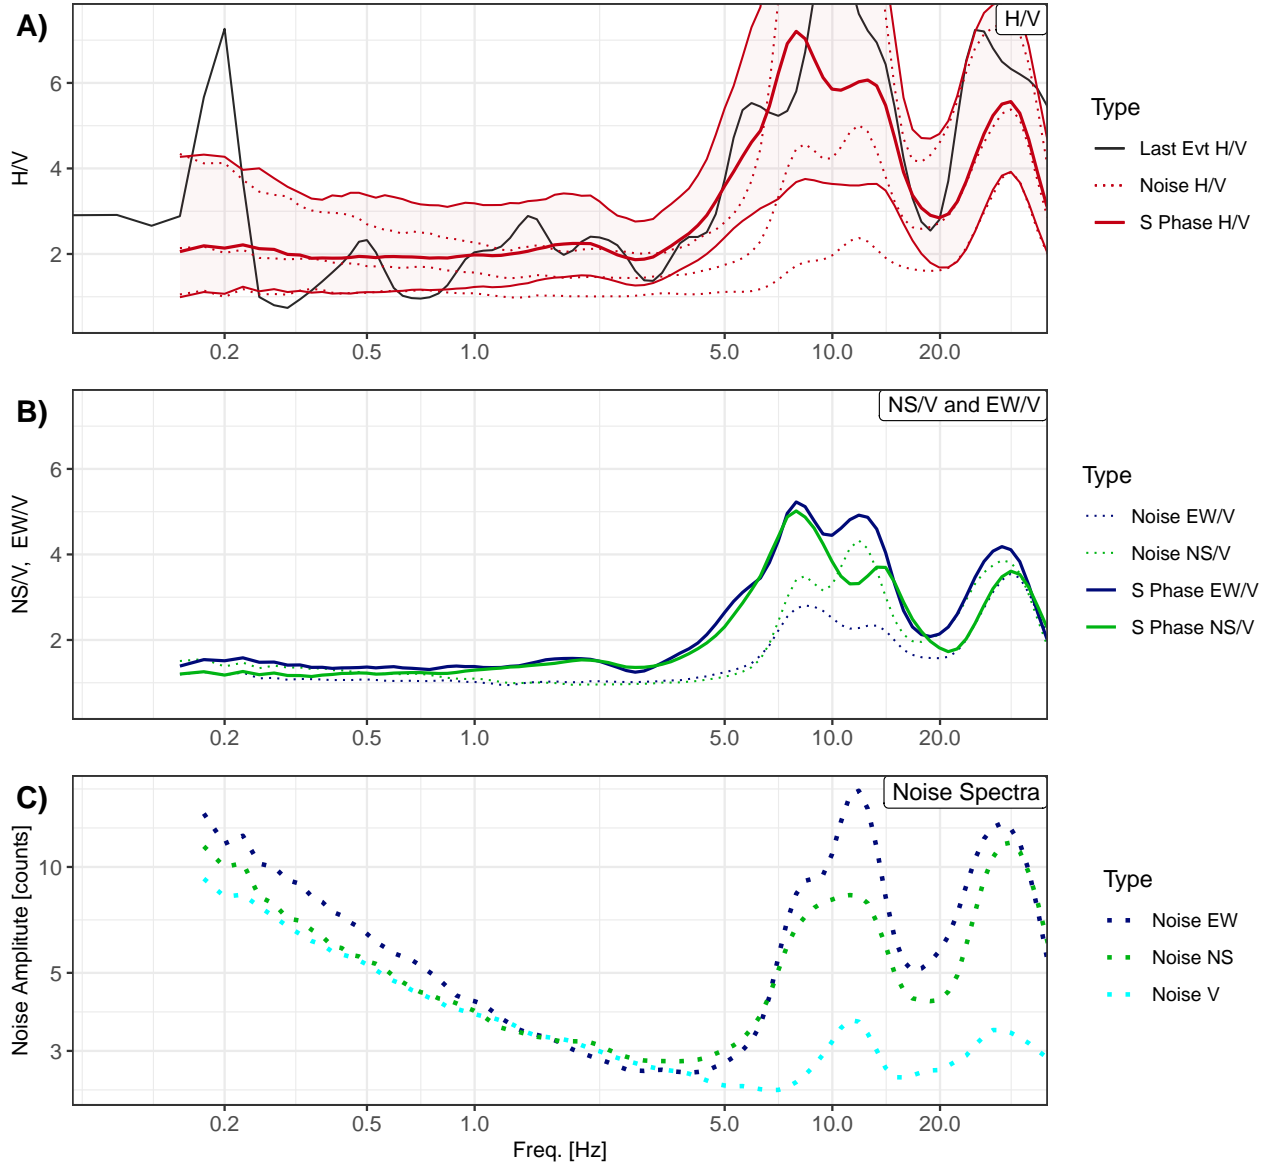 A)
H/V
H/V
6
4
2
0.2 0.5 1.0 5.0 10.0 20.0
Type
Last Evt H/V
Noise H/V
S Phase H/V
B)
NS/V and EW/V
NS/V, EW/V
6
4
2
0.2 0.5 1.0 5.0 10.0 20.0
Type
Noise EW/V
Noise NS/V
S Phase EW/V
S Phase NS/V
C)
Noise Spectra
Noise Amplitute [counts]
10
5
3
0.2 0.5 1.0 5.0 10.0 20.0
Freq. [Hz]
Type
Noise EW
Noise NS
Noise V